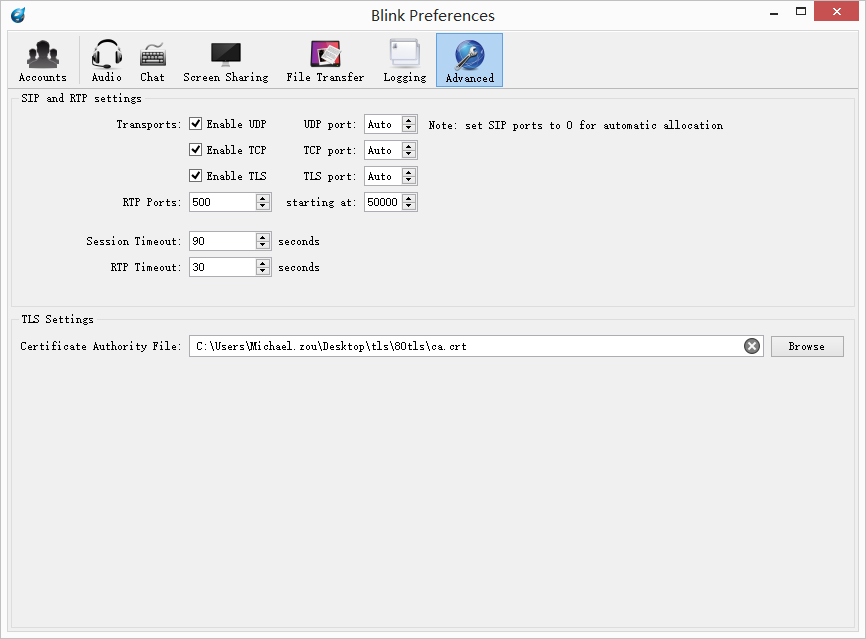 Blink Preferences
Accounts Audio Chat Screen Sharing File Transfer Logging Advanced
SIP and RTP settings
Transports: Enable UDP UDP port: Auto Note: set SIP ports to 0 for automatic allocation
Enable TCP TCP port: Auto
Enable TLS TLS port: Auto
RTP Ports: 500 starting at: 50000
Session Timeout: 90 seconds
RTP Timeout: 30 seconds
TLS Settings
Certificate Authority File: C:\Users\Michael.zou\Desktop\tls\80tls\ca.crt Browse